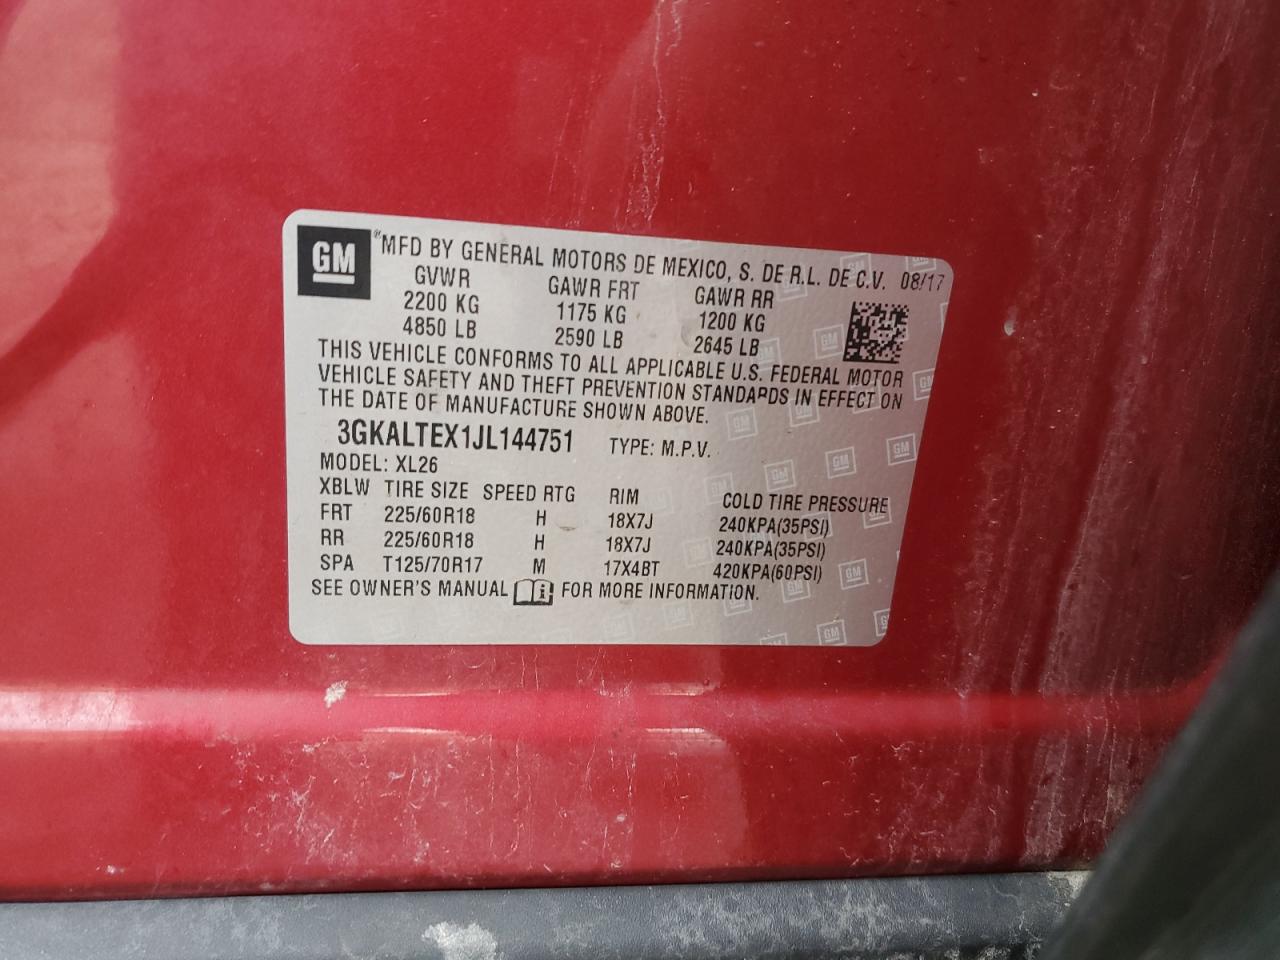 GM ® MFD BY GENERAL MOTORS DE MEXICO, S. DE R.L. DE C.V. 08/17
GVWR GAWR FRT GAWR RR
2200 KG 1175 KG 1200 KG
4850 LB 2590 LB 2645 LB
THIS VEHICLE CONFORMS TO ALL APPLICABLE U.S. FEDERAL MOTOR
VEHICLE SAFETY AND THEFT PREVENTION STANDARDS IN EFFECT ON
THE DATE OF MANUFACTURE SHOWN ABOVE.
3GKALTEX1JL144751 TYPE: M.P.V.
MODEL: XL26
XBLW TIRE SIZE SPEED RTG RIM COLD TIRE PRESSURE
FRT 225/60R18 H 18X7J 240KPA(35PSI)
RR 225/60R18 H 18X7J 240KPA(35PSI)
SPA T125/70R17 M 17X4BT 420KPA(60PSI)
SEE OWNER'S MANUAL i FOR MORE INFORMATION.